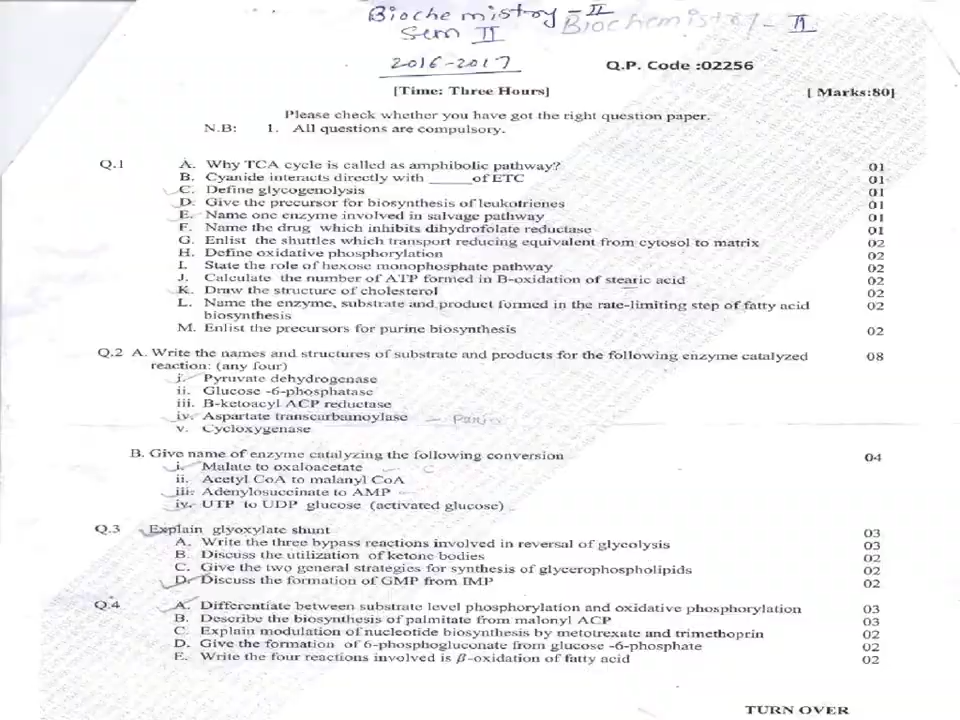 Biochemistry-II Biochemistry-II
Sem II
2016-2017 Q.P. Code :02256
[Time: Three Hours] [ Marks:80]
Please check whether you have got the right question paper.
N.B: 1. All questions are compulsory.
Q.1 A. Why TCA cycle is called as amphibolic pathway? 01
B. Cyanide interacts directly with _____of ETC 01
C. Define glycogenolysis 01
D. Give the precursor for biosynthesis of leukotrienes 01
E. Name one enzyme involved in salvage pathway 01
F. Name the drug which inhibits dihydrofolate reductase 01
G. Enlist the shuttles which transport reducing equivalent from cytosol to matrix 02
H. Define oxidative phosphorylation 02
I. State the role of hexose monophosphate pathway 02
J. Calculate the number of ATP formed in B-oxidation of stearic acid 02
K. Draw the structure of cholesterol 02
L. Name the enzyme, substrate and product formed in the rate-limiting step of fatty acid 02
biosynthesis
M. Enlist the precursors for purine biosynthesis 02
Q.2 A. Write the names and structures of substrate and products for the following enzyme catalyzed 08
reaction: (any four)
i. Pyruvate dehydrogenase
ii. Glucose -6-phosphatase
iii. B-ketoacyl ACP reductase
iv. Aspartate transcarbamoylase
v. Cycloxygenase
B. Give name of enzyme catalyzing the following conversion 04
i. Malate to oxaloacetate
ii. Acetyl CoA to malanyl CoA
iii. Adenylosuccinate to AMP
iv. UTP to UDP glucose (activated glucose)
Q.3 Explain glyoxylate shunt 03
A. Write the three bypass reactions involved in reversal of glycolysis 03
B. Discuss the utilization of ketone bodies 02
C. Give the two general strategies for synthesis of glycerophospholipids 02
D. Discuss the formation of GMP from IMP 02
Q.4 A. Differentiate between substrate level phosphorylation and oxidative phosphorylation 03
B. Describe the biosynthesis of palmitate from malonyl ACP 03
C. Explain modulation of nucleotide biosynthesis by metotrexate and trimethoprin 02
D. Give the formation of 6-phosphogluconate from glucose -6-phosphate 02
E. Write the four reactions involved is β-oxidation of fatty acid 02
TURN OVER